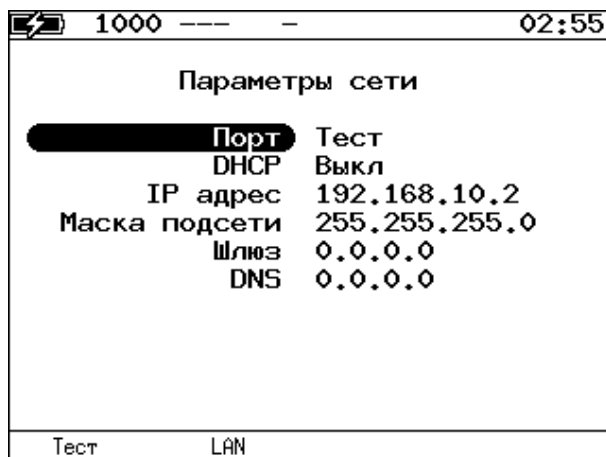 1000 --- - 02:55
Параметры сети
Порт Тест
DHCP Выкл
IP адрес 192.168.10.2
Маска подсети 255.255.255.0
Шлюз 0.0.0.0
DNS 0.0.0.0
Тест LAN